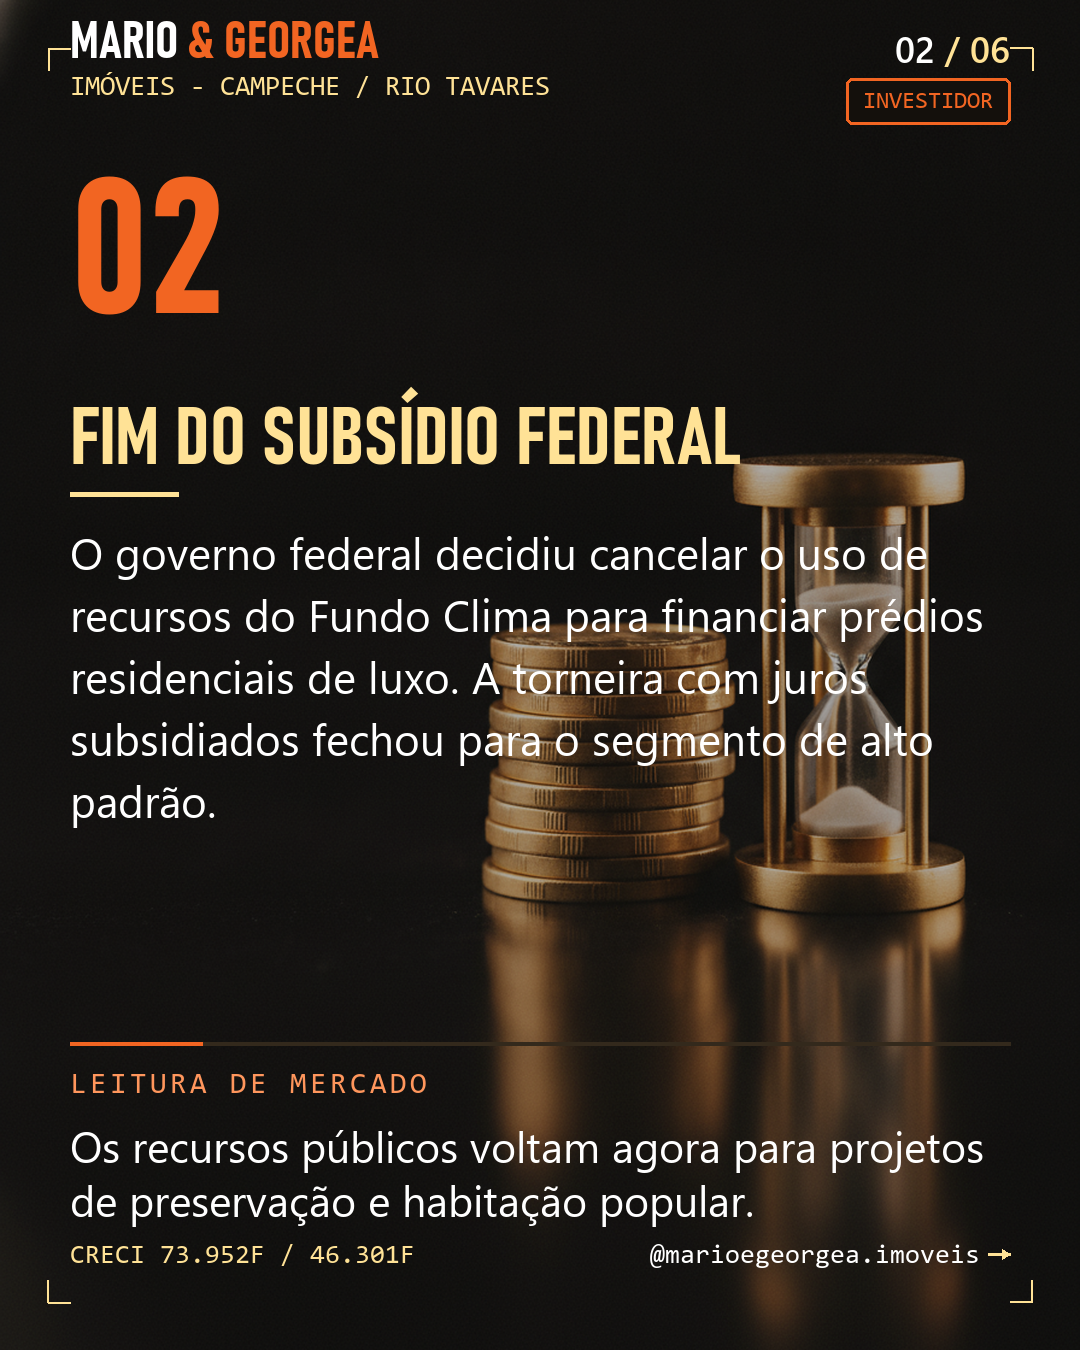 MARIO & GEORGEA
IMÓVEIS - CAMPECHE / RIO TAVARES
02 / 06
INVESTIDOR
02
FIM DO SUBSÍDIO FEDERAL
O governo federal decidiu cancelar o uso de
recursos do Fundo Clima para financiar prédios
residenciais de luxo. A torneira com juros
subsidiados fechou para o segmento de alto
padrão.
LEITURA DE MERCADO
Os recursos públicos voltam agora para projetos
de preservação e habitação popular.
CRECI 73.952F / 46.301F
@marioegeorgea.imoveis →